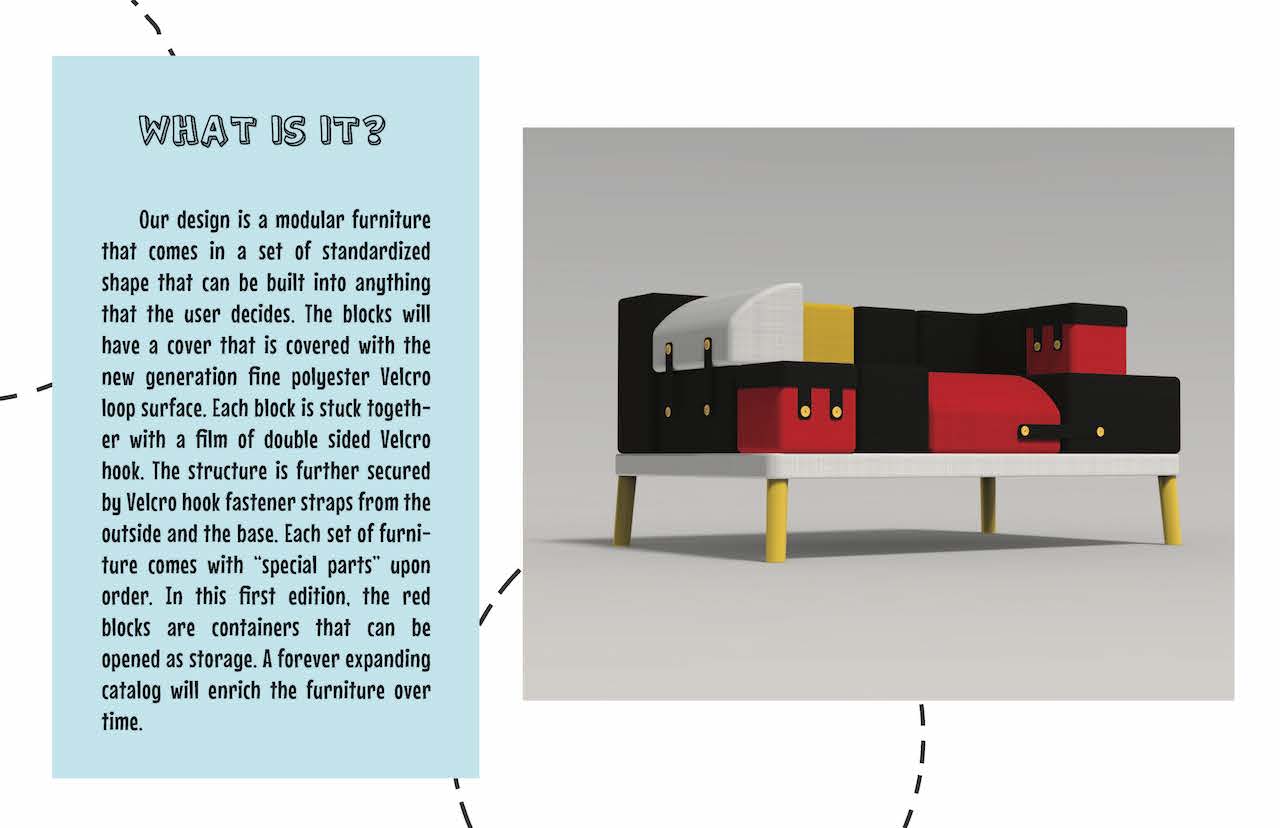 WHAT IS IT?
Our design is a modular furniture
that comes in a set of standardized
shape that can be built into anything
that the user decides. The blocks will
have a cover that is covered with the
new generation fine polyester Velcro
loop surface. Each block is stuck togeth-
er with a film of double sided Velcro
hook. The structure is further secured
by Velcro hook fastener straps from the
outside and the base. Each set of furni-
ture comes with “special parts” upon
order. In this first edition, the red
blocks are containers that can be
opened as storage. A forever expanding
catalog will enrich the furniture over
time.